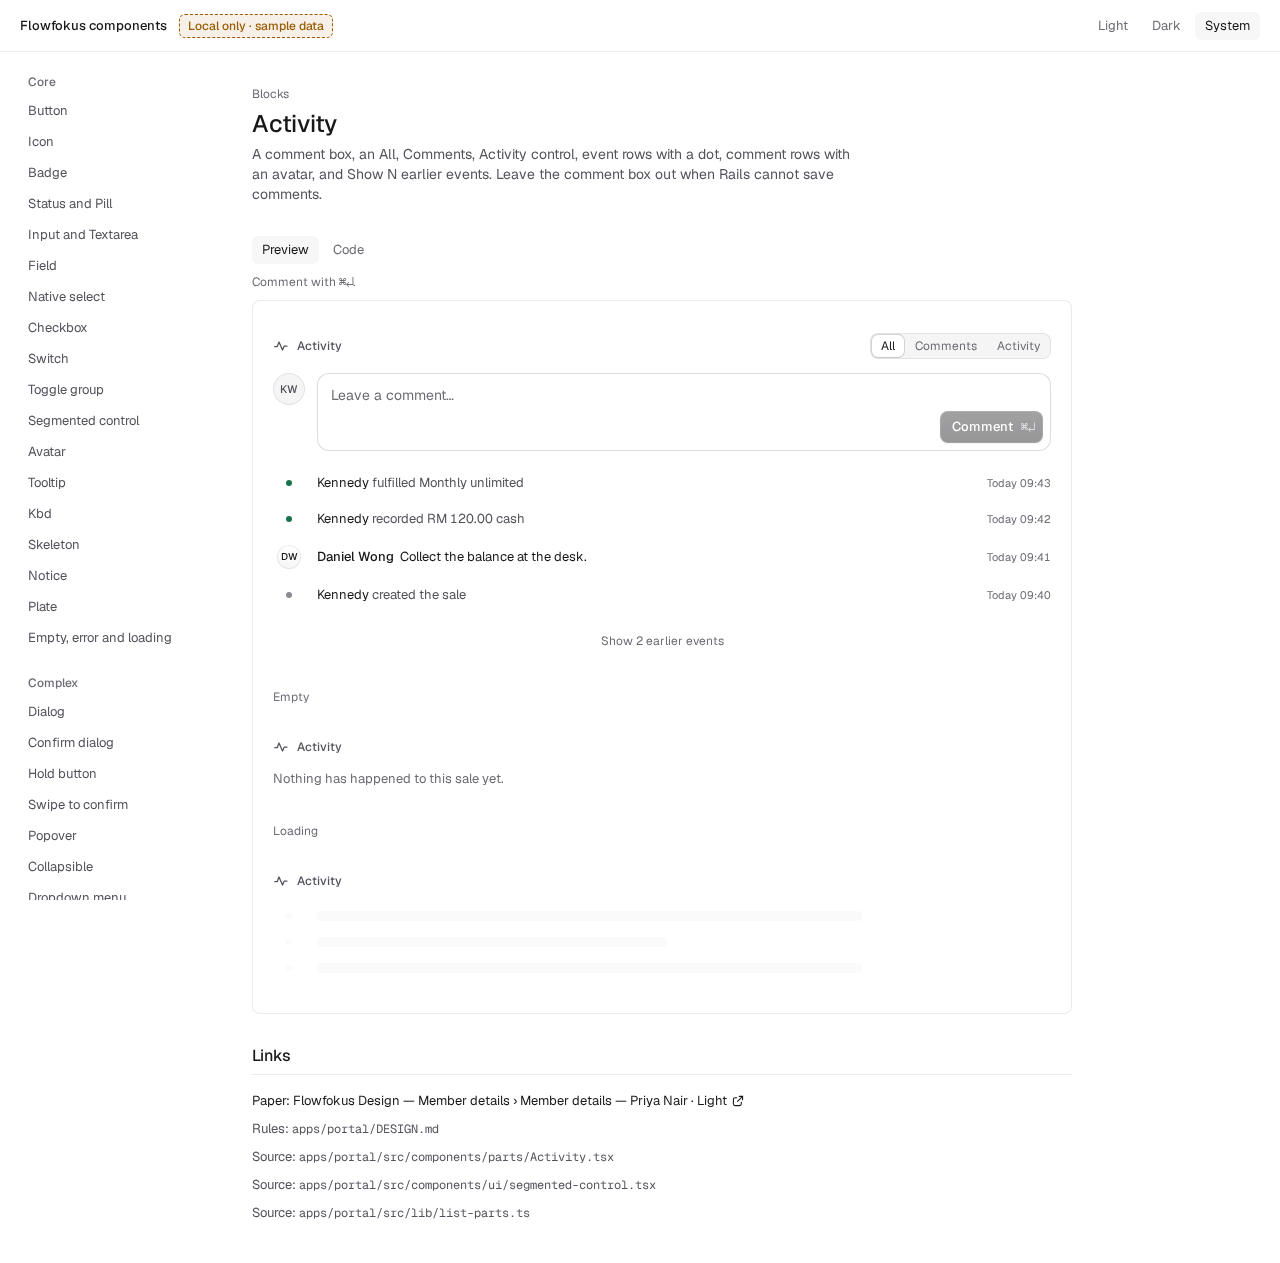 Flowfokus components
Local only · sample data
Light
Dark
System
Core
Button
Icon
Badge
Status and Pill
Input and Textarea
Field
Native select
Checkbox
Switch
Toggle group
Segmented control
Avatar
Tooltip
Kbd
Skeleton
Notice
Plate
Empty, error and loading
Complex
Dialog
Confirm dialog
Hold button
Swipe to confirm
Popover
Collapsible
Dropdown menu
Blocks
Activity
A comment box, an All, Comments, Activity control, event rows with a dot, comment rows with
an avatar, and Show N earlier events. Leave the comment box out when Rails cannot save
comments.
Preview
Code
Comment with ⌘↵
Activity
All
Comments
Activity
KW
Leave a comment…
Comment ⌘↵
Kennedy fulfilled Monthly unlimited
Today 09:43
Kennedy recorded RM 120.00 cash
Today 09:42
DW
Daniel Wong Collect the balance at the desk.
Today 09:41
Kennedy created the sale
Today 09:40
Show 2 earlier events
Empty
Activity
Nothing has happened to this sale yet.
Loading
Activity
Links
Paper: Flowfokus Design — Member details › Member details — Priya Nair · Light
Rules: apps/portal/DESIGN.md
Source: apps/portal/src/components/parts/Activity.tsx
Source: apps/portal/src/components/ui/segmented-control.tsx
Source: apps/portal/src/lib/list-parts.ts